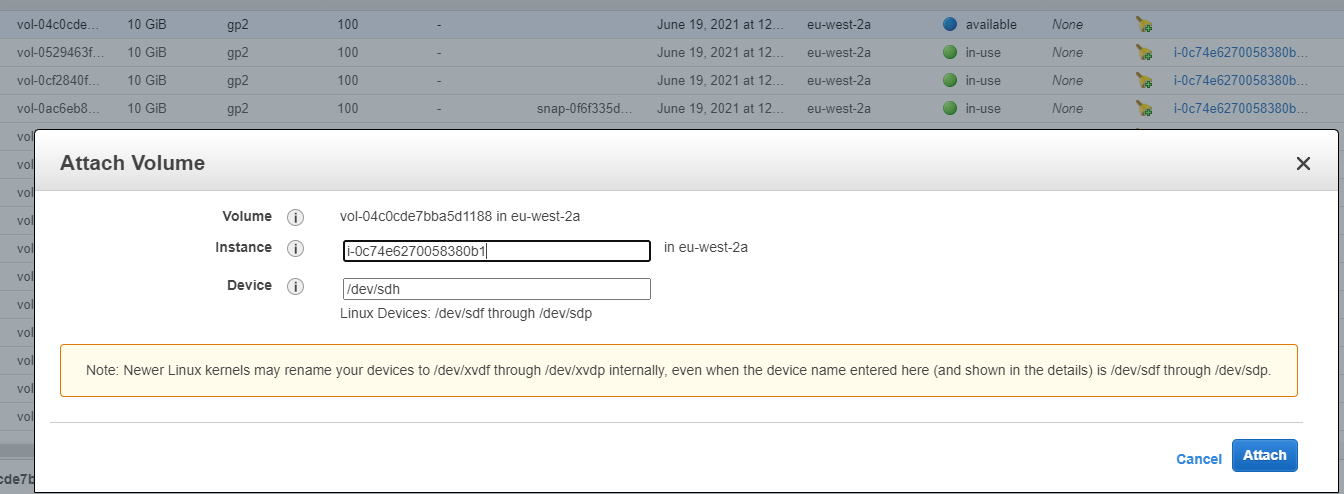 vol-04c0cde... 10 GiB gp2 100 - June 19, 2021 at 12... eu-west-2a available None
vol-0529463f... 10 GiB gp2 100 - June 19, 2021 at 12... eu-west-2a in-use None i-0c74e6270058380b...
vol-0cf2840f... 10 GiB gp2 100 - June 19, 2021 at 12... eu-west-2a in-use None i-0c74e6270058380b...
vol-0ac6eb8... 10 GiB gp2 100 - snap-0f6f335d... June 19, 2021 at 12... eu-west-2a in-use None i-0c74e6270058380b...
vol
Attach Volume
vol
vol
Volume vol-04c0cde7bba5d1188 in eu-west-2a
vol
Instance i-0c74e6270058380b1 in eu-west-2a
vol
vol
Device /dev/sdh
vol
Linux Devices: /dev/sdf through /dev/sdp
vol
vol
Note: Newer Linux kernels may rename your devices to /dev/xvdf through /dev/xvdp internally, even when the device name entered here (and shown in the details) is /dev/sdf through /dev/sdp.
vol
vol
Cancel Attach
cde7b